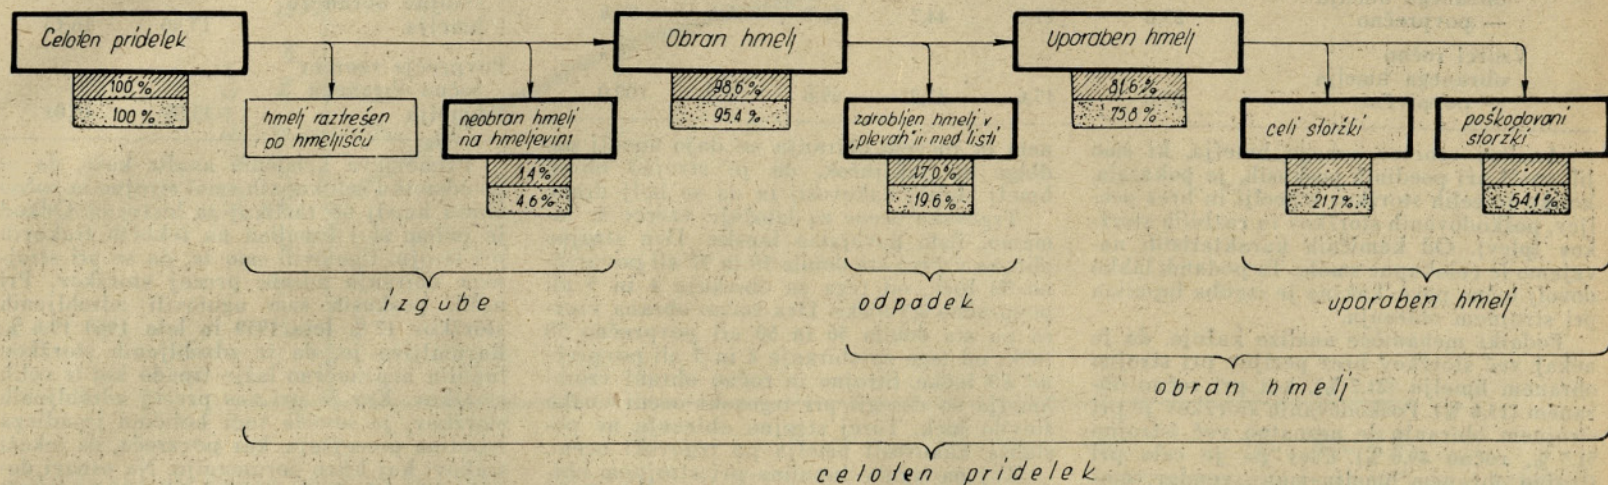 Celoten pridelek
100 %
100 %
hmelj raztrešen
po hmeljišču
neobran hmelj
na hmeljevini
1.4 %
4.6 %
Obran hmelj
98,6 %
95.4 %
zdrobljen hmelj v
„plevah" in med listi
17.0 %
19.6 %
Uporaben hmelj
81.6 %
75.8 %
celi storžki
21.7 %
poškodovani
storžki
54.1 %
izgube
odpadek
uporaben hmelj
obran hmelj
celoten pridelek